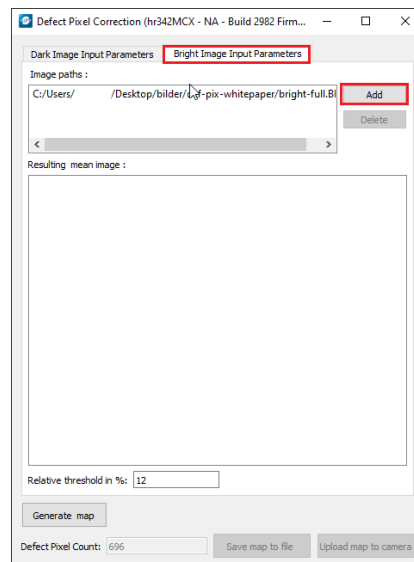 Defect Pixel Correction (hr342MCX - NA - Build 2982 Firm...
Dark Image Input Parameters Bright Image Input Parameters
Image paths :
C:/Users/ /Desktop/bilder/ -pix-whitepaper/bright-full.B
Add
Delete
Resulting mean image :
Relative threshold in %: 12
Generate map
Defect Pixel Count: 696 Save map to file Upload map to camera